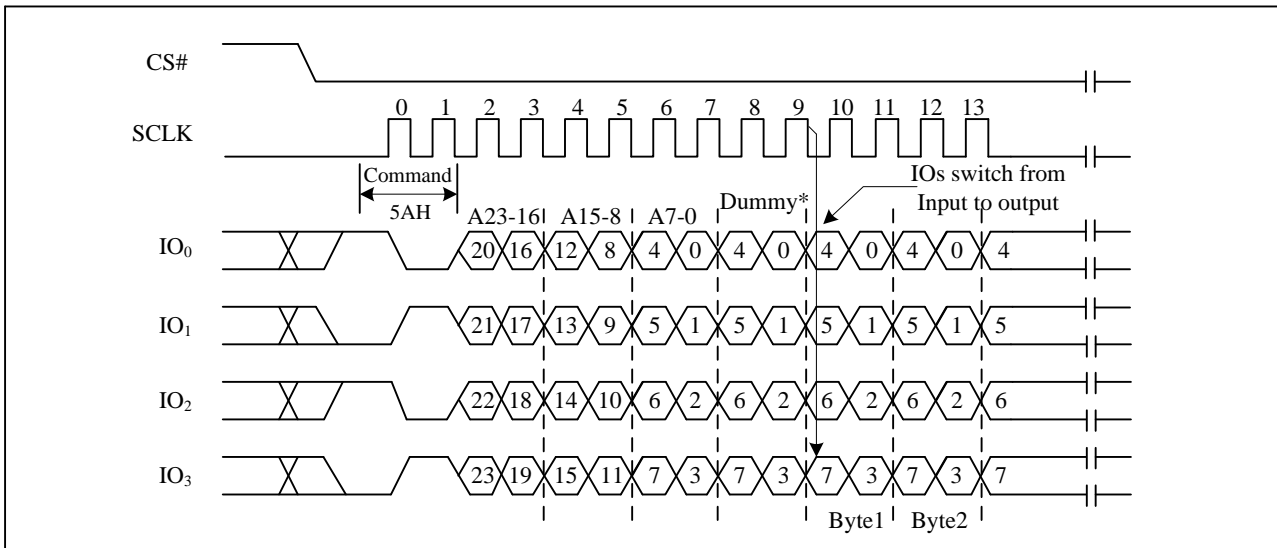 CS#
0 1 2 3 4 5 6 7 8 9 10 11 12 13
SCLK
Command
5AH
IOs switch from
Input to output
A23-16 A15-8 A7-0 Dummy*
IO0 20 16 12 8 4 0 4 0 4 0 4 0 4
IO1 21 17 13 9 5 1 5 1 5 1 5 1 5
IO2 22 18 14 10 6 2 6 2 6 2 6 2 6
IO3 23 19 15 11 7 3 7 3 7 3 7 3 7
Byte1 Byte2